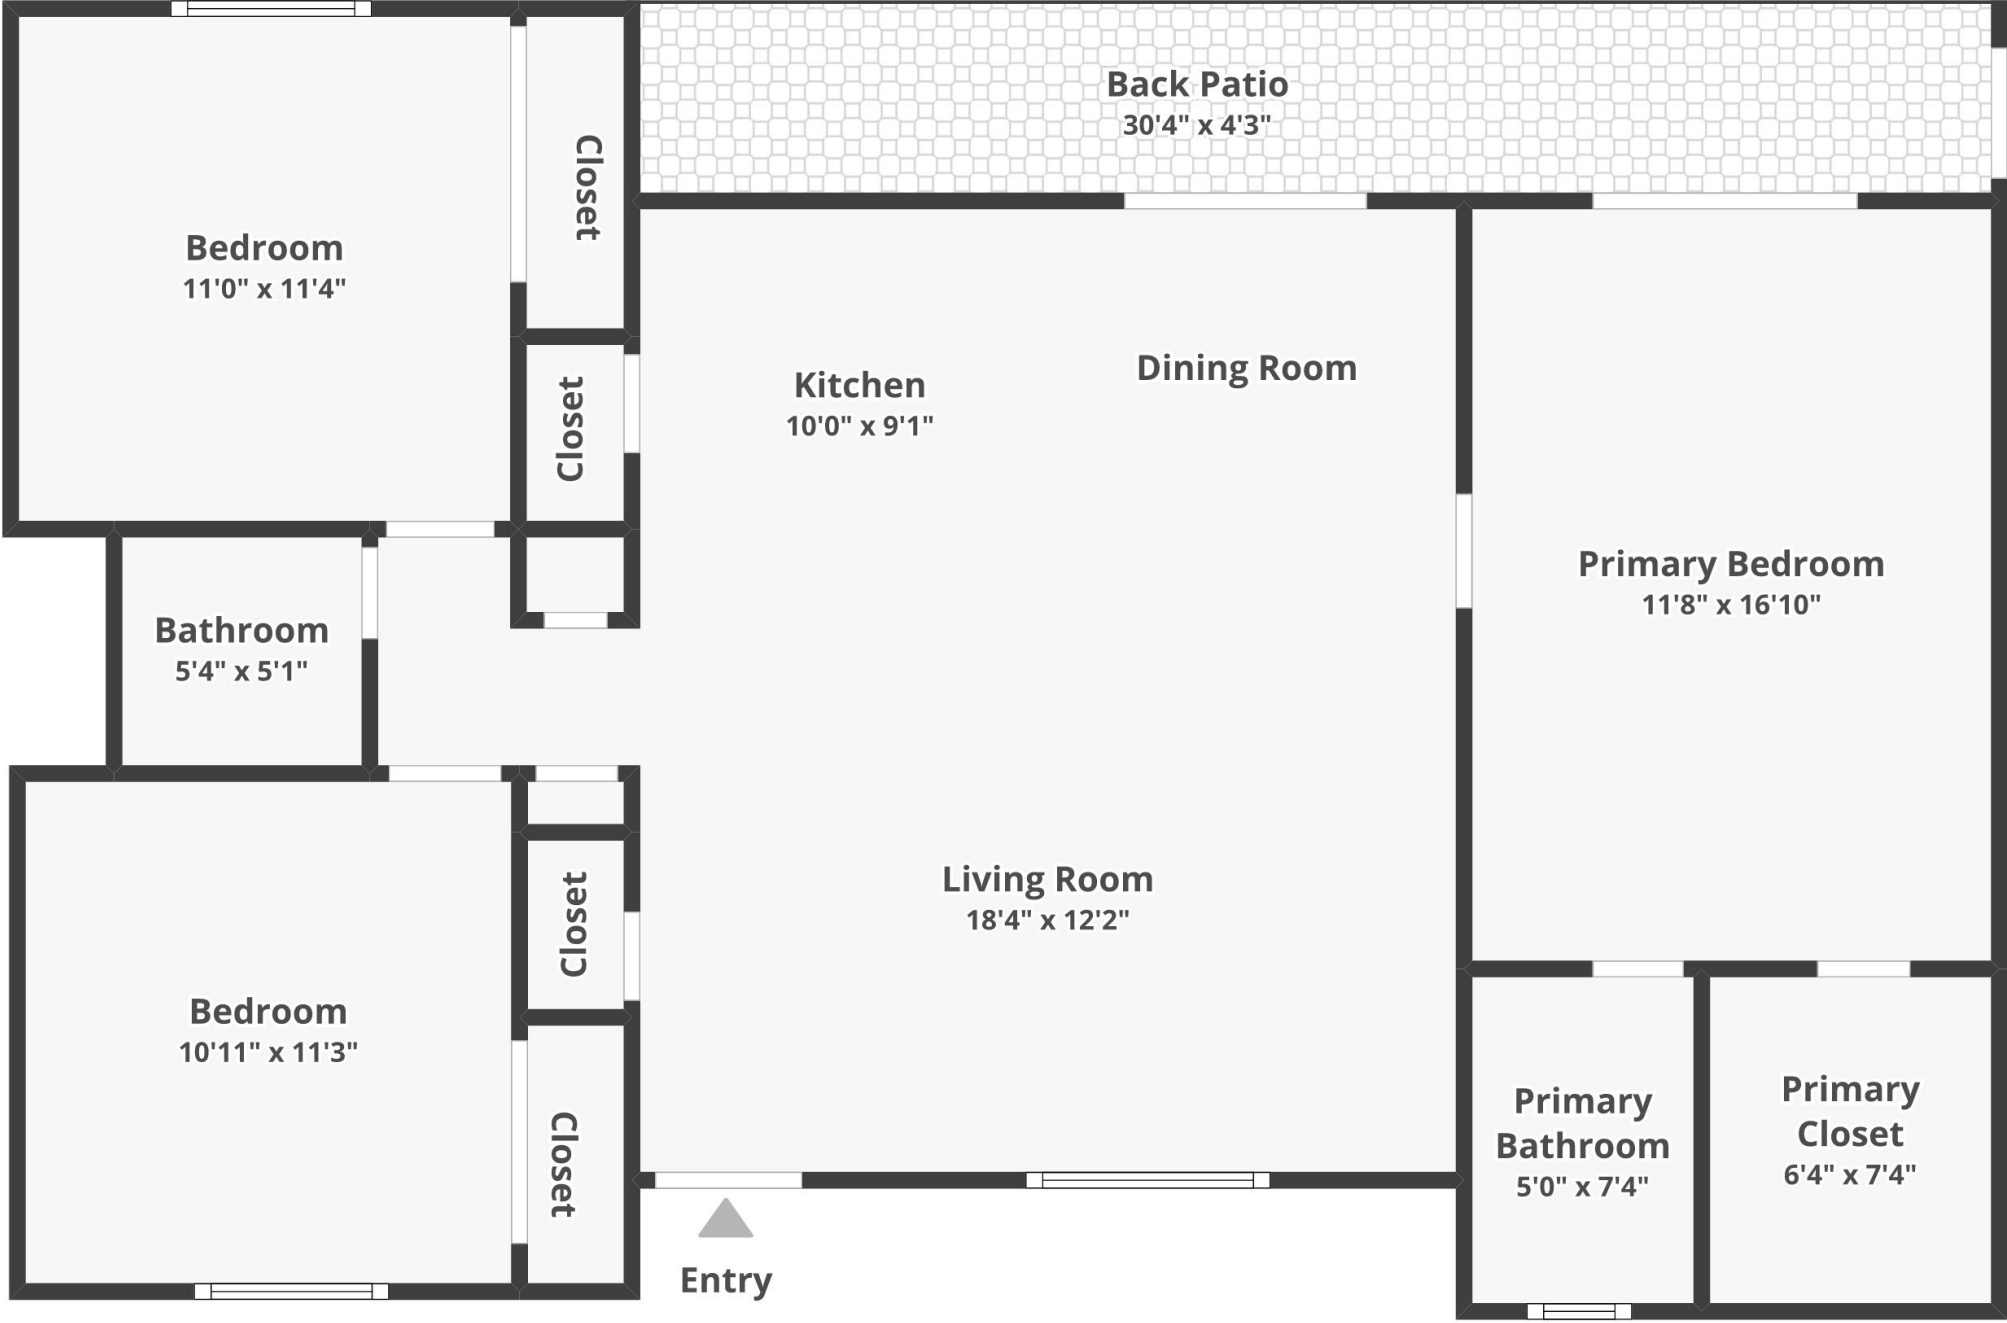 Back Patio
30'4" x 4'3"
Closet
Bedroom
11'0" x 11'4"
Closet
Kitchen
10'0" x 9'1"
Dining Room
Primary Bedroom
11'8" x 16'10"
Bathroom
5'4" x 5'1"
Living Room
18'4" x 12'2"
Closet
Bedroom
10'11" x 11'3"
Closet
Primary
Bathroom
5'0" x 7'4"
Primary
Closet
6'4" x 7'4"
Entry